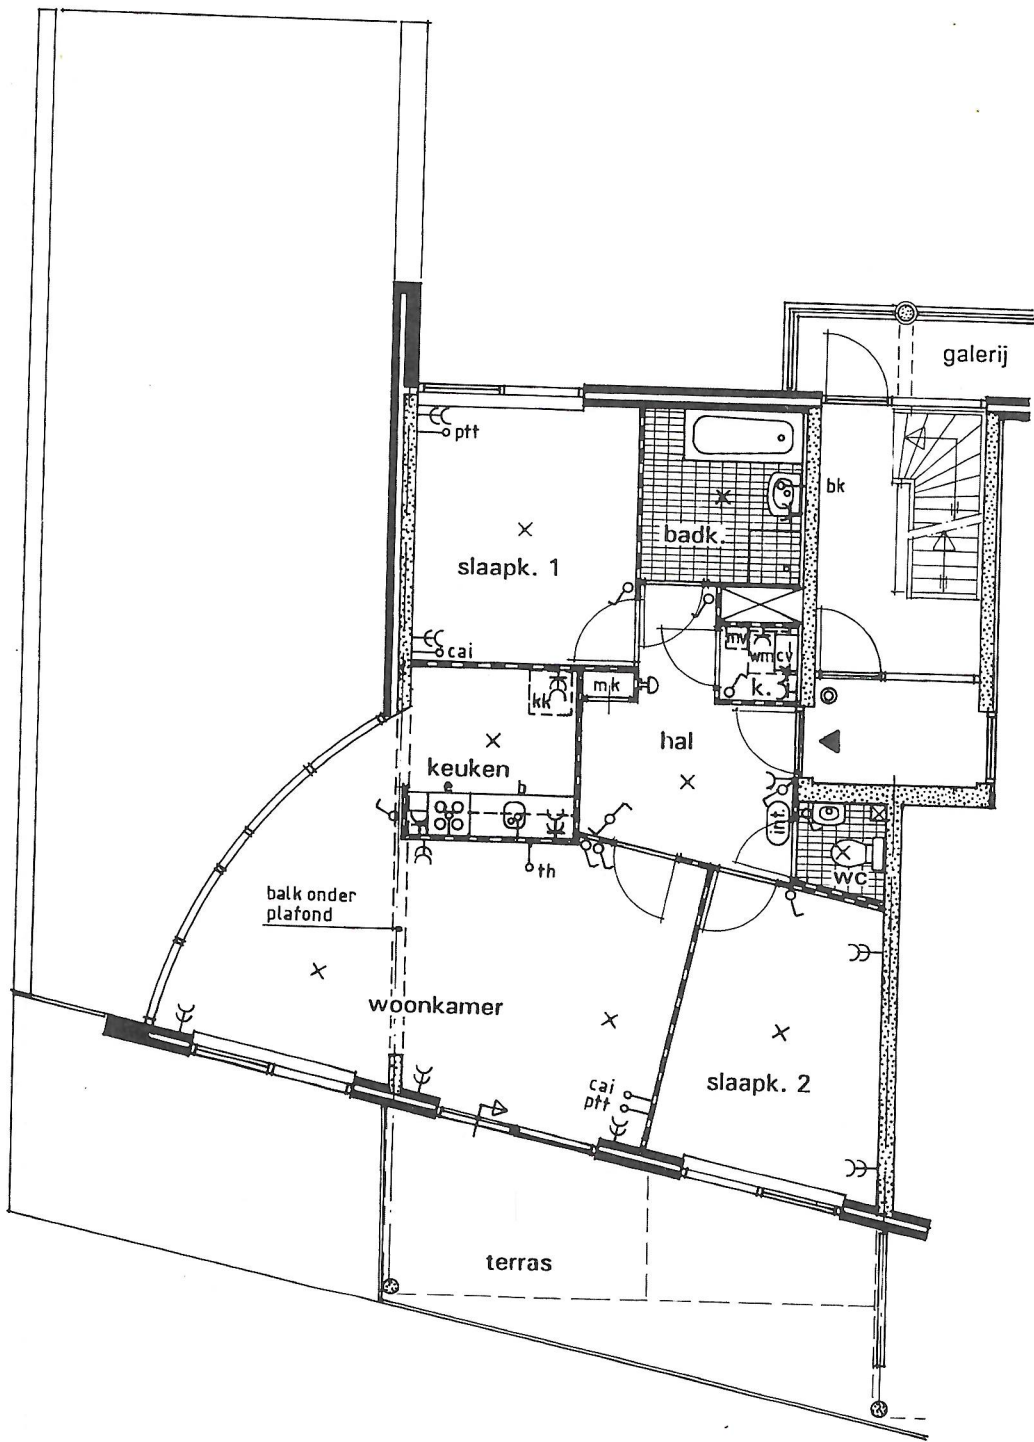 galerij
ptt
bk
badk.
slaapk. 1
cai
mv
wm
cv
k.
mk
kk
hal
keuken
e
b
int.
th
wc
balk onder
plafond
woonkamer
slaapk. 2
cai
ptt
terras